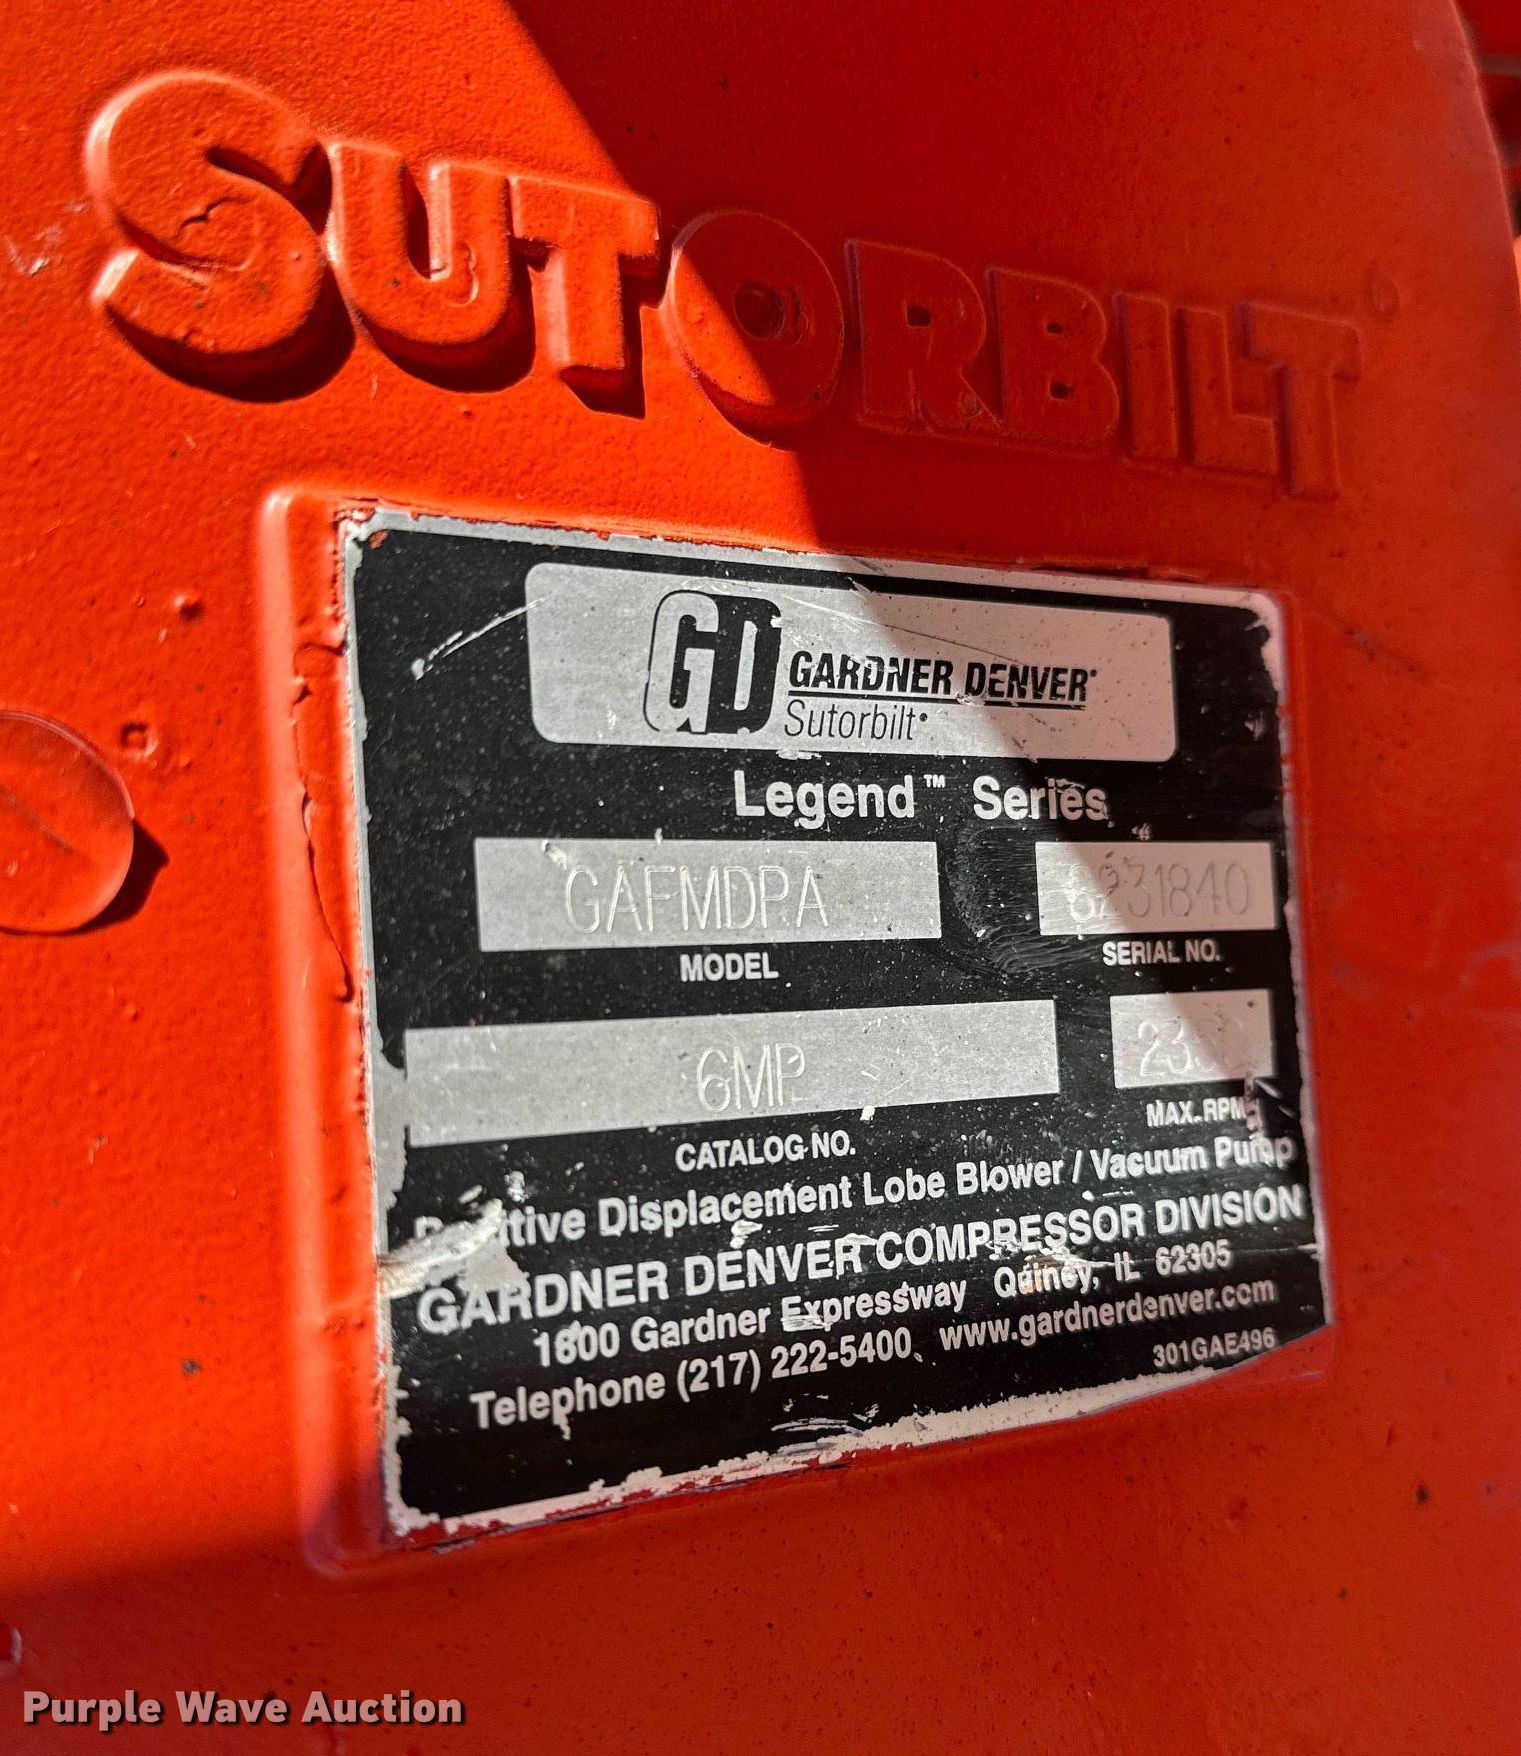 SUTORBILT®
GD GARDNER DENVER®
Sutorbilt®
Legend™ Series
GAFMDPA
MODEL
SERIAL NO.
6MP
CATALOG NO.
MAX. RPM
Positive Displacement Lobe Blower / Vacuum Pump
GARDNER DENVER COMPRESSOR DIVISION
1800 Gardner Expressway Quincy, IL 62305
Telephone (217) 222-5400 www.gardnerdenver.com
301GAE496
Purple Wave Auction